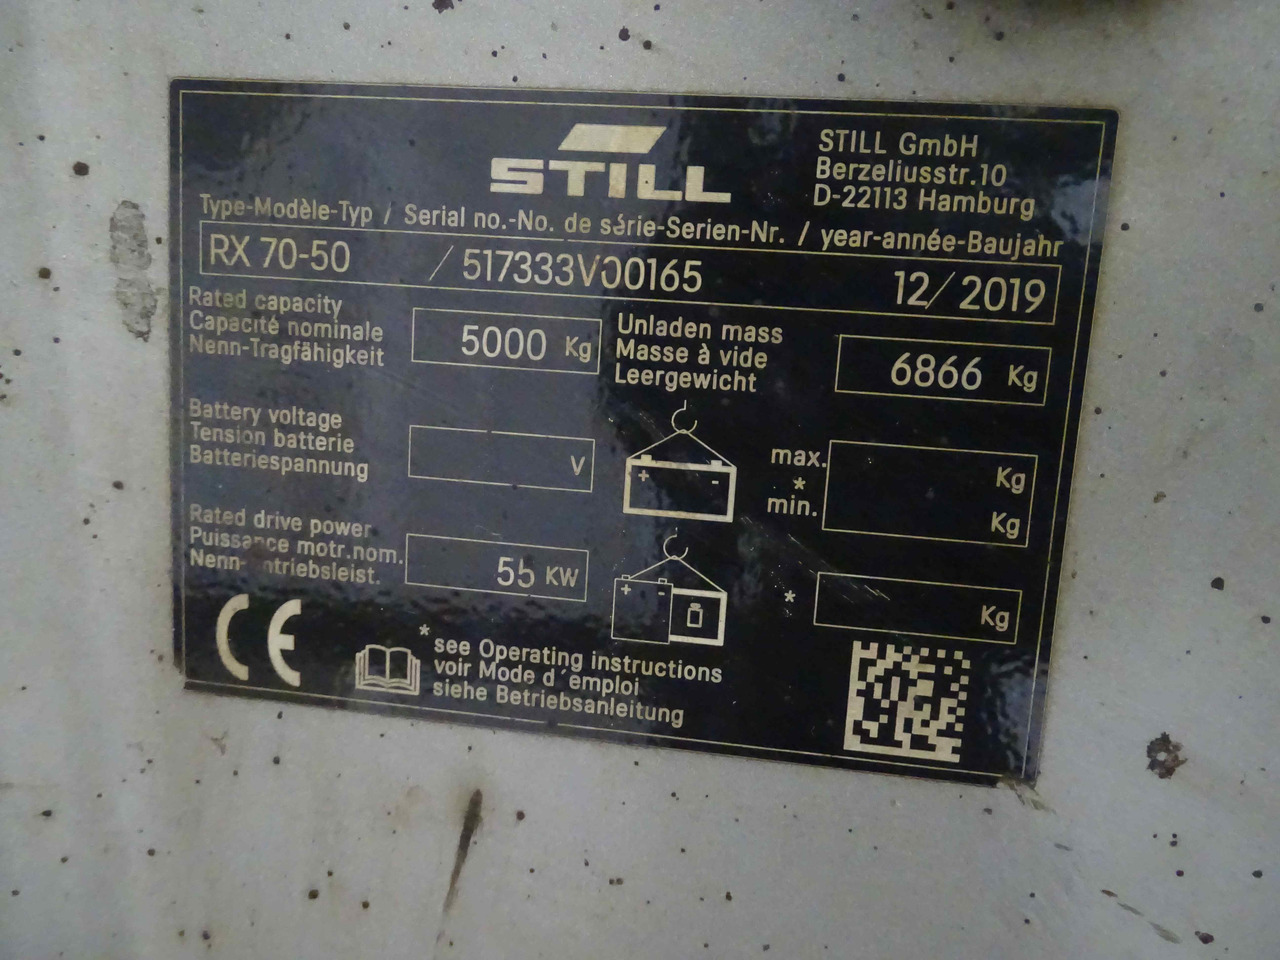 STILL
STILL GmbH
Berzeliusstr.10
D-22113 Hamburg
Type-Modèle-Typ / Serial no.-No. de série-Serien-Nr. / year-année-Baujahr
RX 70-50 / 517333V00165 12/2019
Rated capacity
Capacité nominale
Nenn-Tragfähigkeit
5000 Kg
Unladen mass
Masse à vide
Leergewicht
6866 Kg
Battery voltage
Tension batterie
Batteriespannung
V
+ -
max.
*
min.
Kg
Kg
Rated drive power
Puissance motr.nom.
Nenn-Antriebsleist.
55 KW
+ -
*
Kg
CE
* see Operating instructions
voir Mode d'emploi
siehe Betriebsanleitung